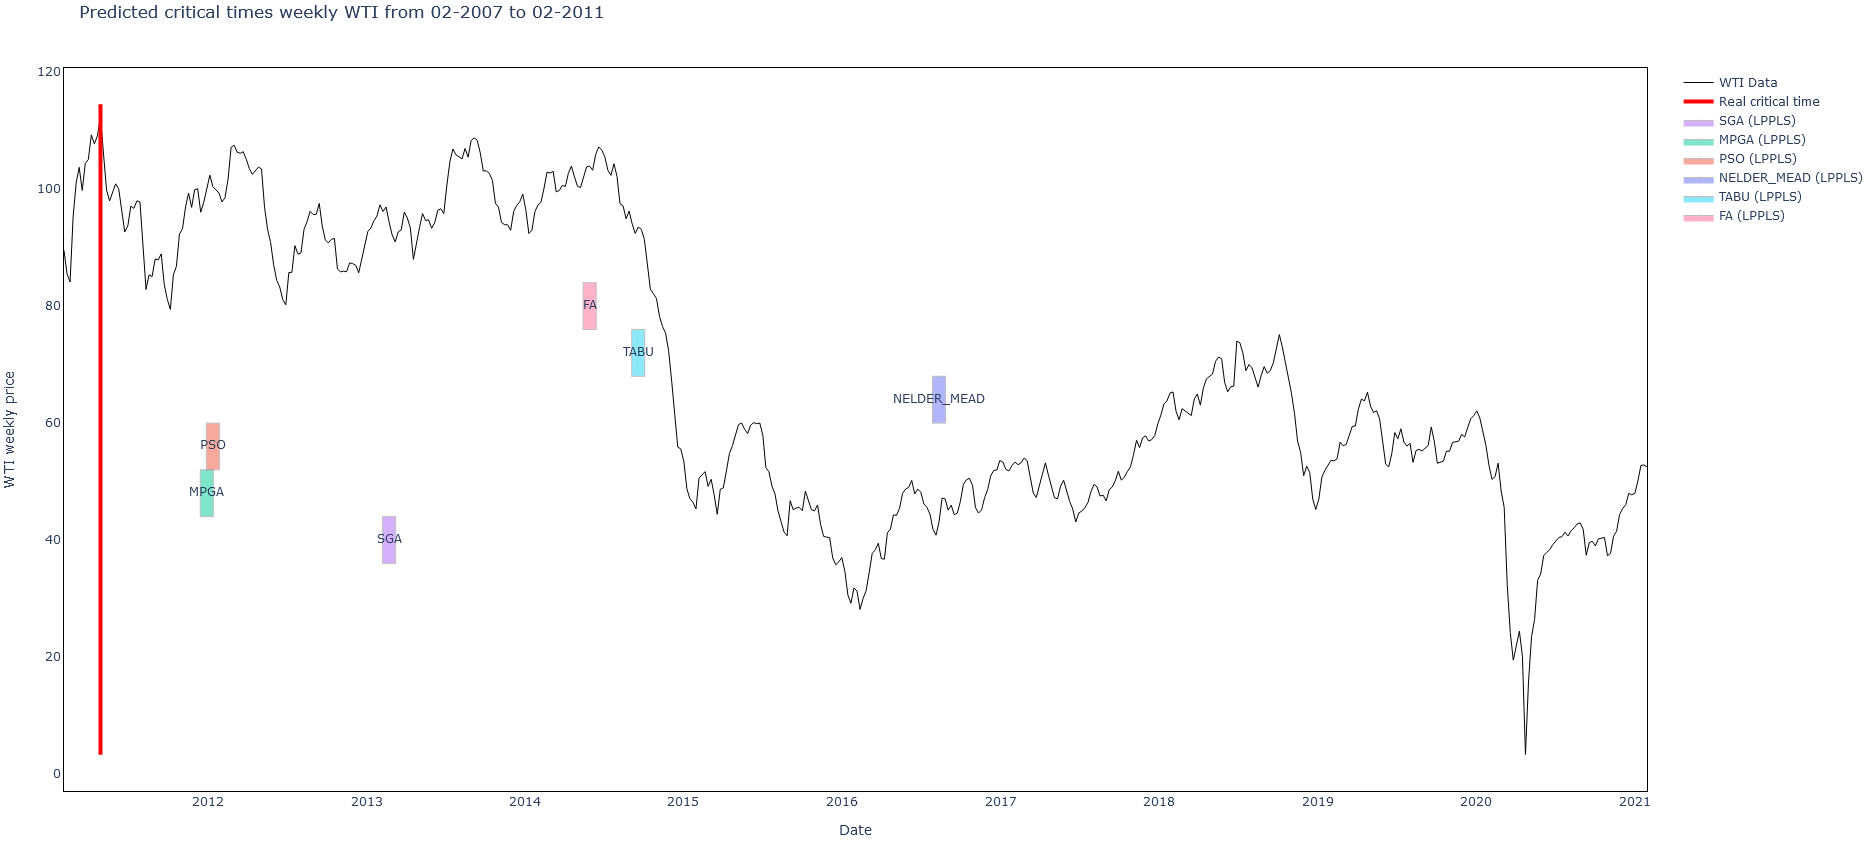 Predicted critical times weekly WTI from 02-2007 to 02-2011
120
100
80
60
40
20
0
WTI weekly price
FA
TABU
NELDER_MEAD
PSO
MPGA
SGA
2012 2013 2014 2015 2016 2017 2018 2019 2020 2021
Date
WTI Data
Real critical time
SGA (LPPLS)
MPGA (LPPLS)
PSO (LPPLS)
NELDER_MEAD (LPPLS)
TABU (LPPLS)
FA (LPPLS)